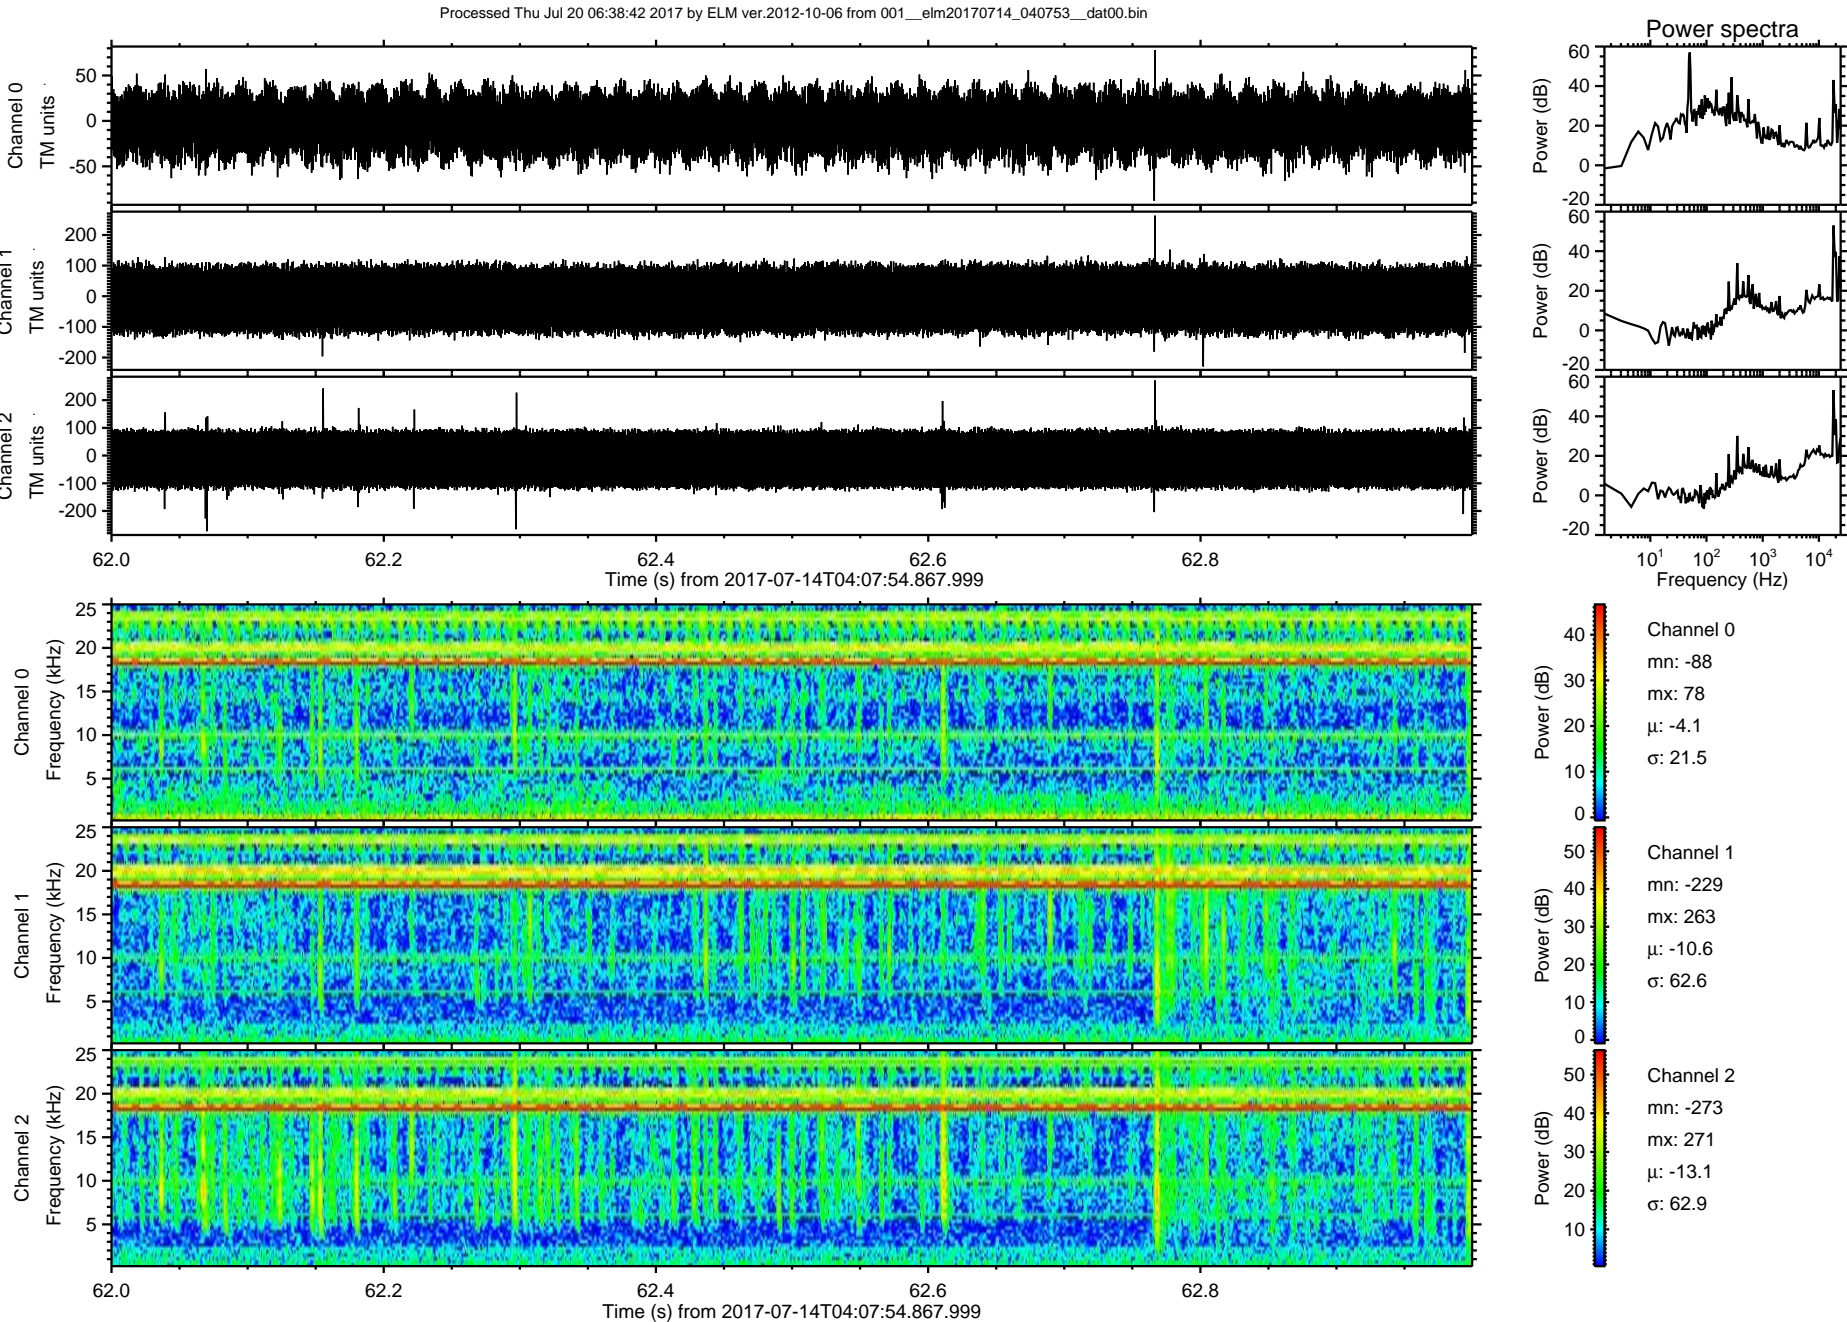 Processed Thu Jul 20 06:38:42 2017 by ELM ver.2012-10-06 from 001__elm20170714_040753__dat00.bin
Power spectra
Channel 0
TM units
50
0
-50
Power (dB)
60
40
20
0
-20
Channel 1
TM units
200
100
0
-100
-200
Power (dB)
60
40
20
0
-20
Channel 2
TM units
200
100
0
-100
-200
Power (dB)
60
40
20
0
-20
62.0 62.2 62.4 62.6 62.8
Time (s) from 2017-07-14T04:07:54.867.999
10^1 10^2 10^3 10^4
Frequency (Hz)
Channel 0
Frequency (kHz)
25
20
15
10
5
Power (dB)
40
30
20
10
0
Channel 0
mn: -88
mx: 78
μ: -4.1
σ: 21.5
Channel 1
Frequency (kHz)
25
20
15
10
5
Power (dB)
50
40
30
20
10
0
Channel 1
mn: -229
mx: 263
μ: -10.6
σ: 62.6
Channel 2
Frequency (kHz)
25
20
15
10
5
Power (dB)
50
40
30
20
10
Channel 2
mn: -273
mx: 271
μ: -13.1
σ: 62.9
62.0 62.2 62.4 62.6 62.8
Time (s) from 2017-07-14T04:07:54.867.999